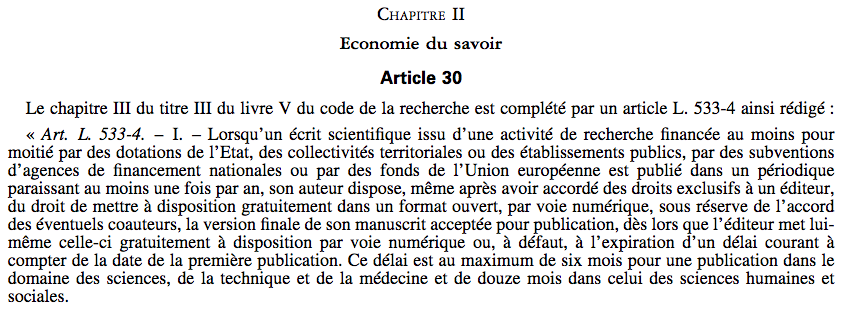 CHAPITRE II
Economie du savoir
Article 30
Le chapitre III du titre III du livre V du code de la recherche est complété par un article L. 533-4 ainsi rédigé :
« Art. L. 533-4. – I. – Lorsqu'un écrit scientifique issu d'une activité de recherche financée au moins pour
moitié par des dotations de l'Etat, des collectivités territoriales ou des établissements publics, par des subventions
d'agences de financement nationales ou par des fonds de l'Union européenne est publié dans un périodique
paraissant au moins une fois par an, son auteur dispose, même après avoir accordé des droits exclusifs à un éditeur,
du droit de mettre à disposition gratuitement dans un format ouvert, par voie numérique, sous réserve de l'accord
des éventuels coauteurs, la version finale de son manuscrit acceptée pour publication, dès lors que l'éditeur met lui-
même celle-ci gratuitement à disposition par voie numérique ou, à défaut, à l'expiration d'un délai courant à
compter de la date de la première publication. Ce délai est au maximum de six mois pour une publication dans le
domaine des sciences, de la technique et de la médecine et de douze mois dans celui des sciences humaines et
sociales.